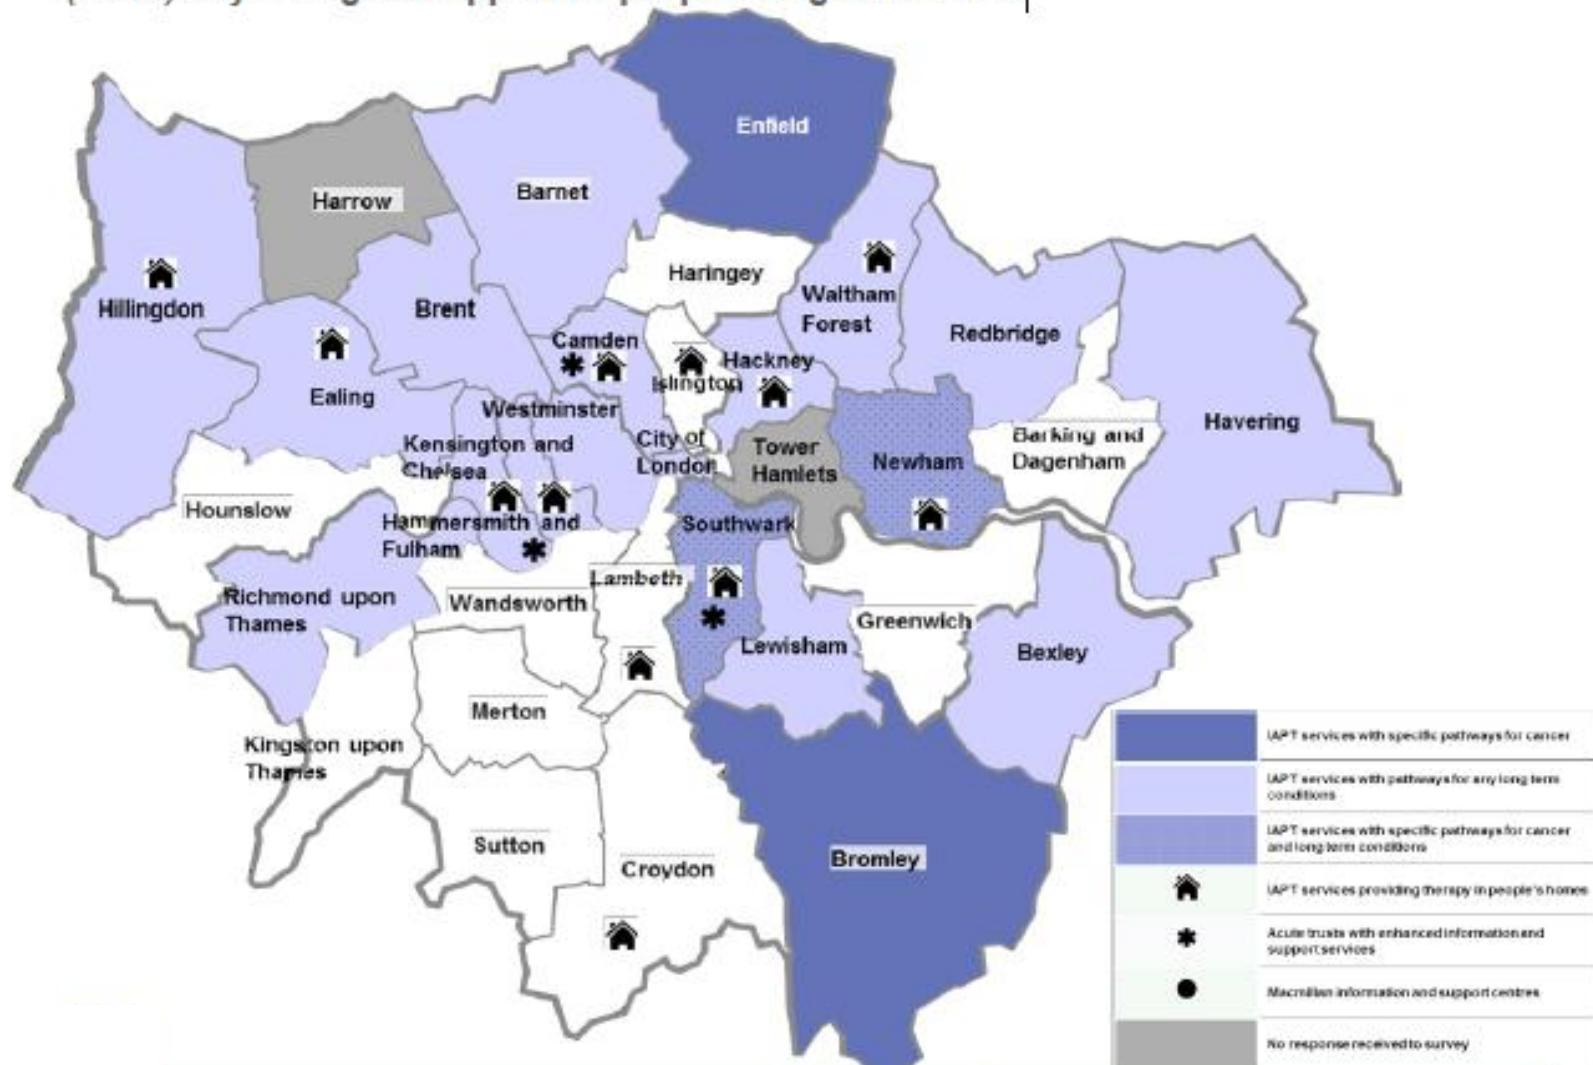 Enfield
Harrow
Barnet
Haringey
Hillingdon
Brent
Waltham
Forest
Redbridge
Camden
Hackney
Islington
Ealing
Westminster
Havering
Kensington and
Chelsea
City of
London
Tower
Hamlets
Newham
Barking and
Dagenham
Hounslow
Hammersmith and
Fulham
Southwark
Lambeth
Richmond upon
Thames
Wandsworth
Greenwich
Lewisham
Bexley
Merton
Kingston upon
Thames
Sutton
Croydon
Bromley
IAPT services with specific pathways for cancer
IAPT services with pathways for any long term
conditions
IAPT services with specific pathways for cancer
and long term conditions
IAPT services providing therapy in people's homes
Acute trusts with enhanced information and
support services
Macmillan information and support centres
No response received to survey